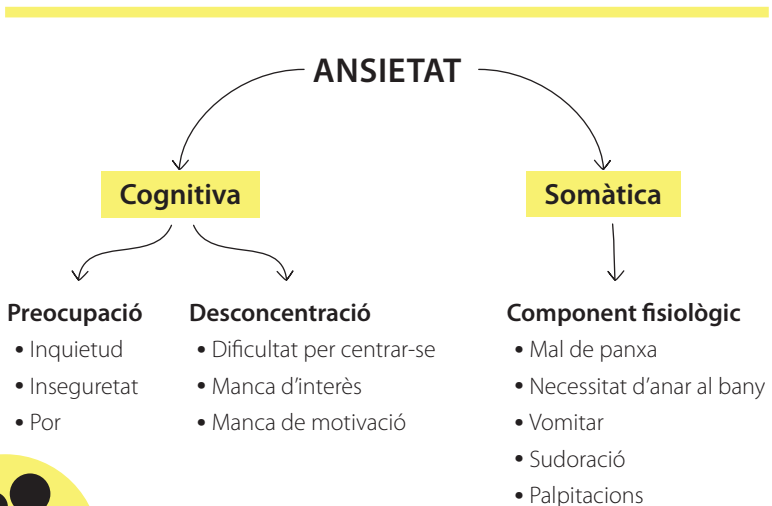 ANSIETAT
Cognitiva
Somàtica
Preocupació
• Inquietud
• Inseguretat
• Por
Desconcentració
• Dificultat per centrar-se
• Manca d'interès
• Manca de motivació
Component fisiològic
• Mal de panxa
• Necessitat d'anar al bany
• Vomitar
• Sudoració
• Palpitacions